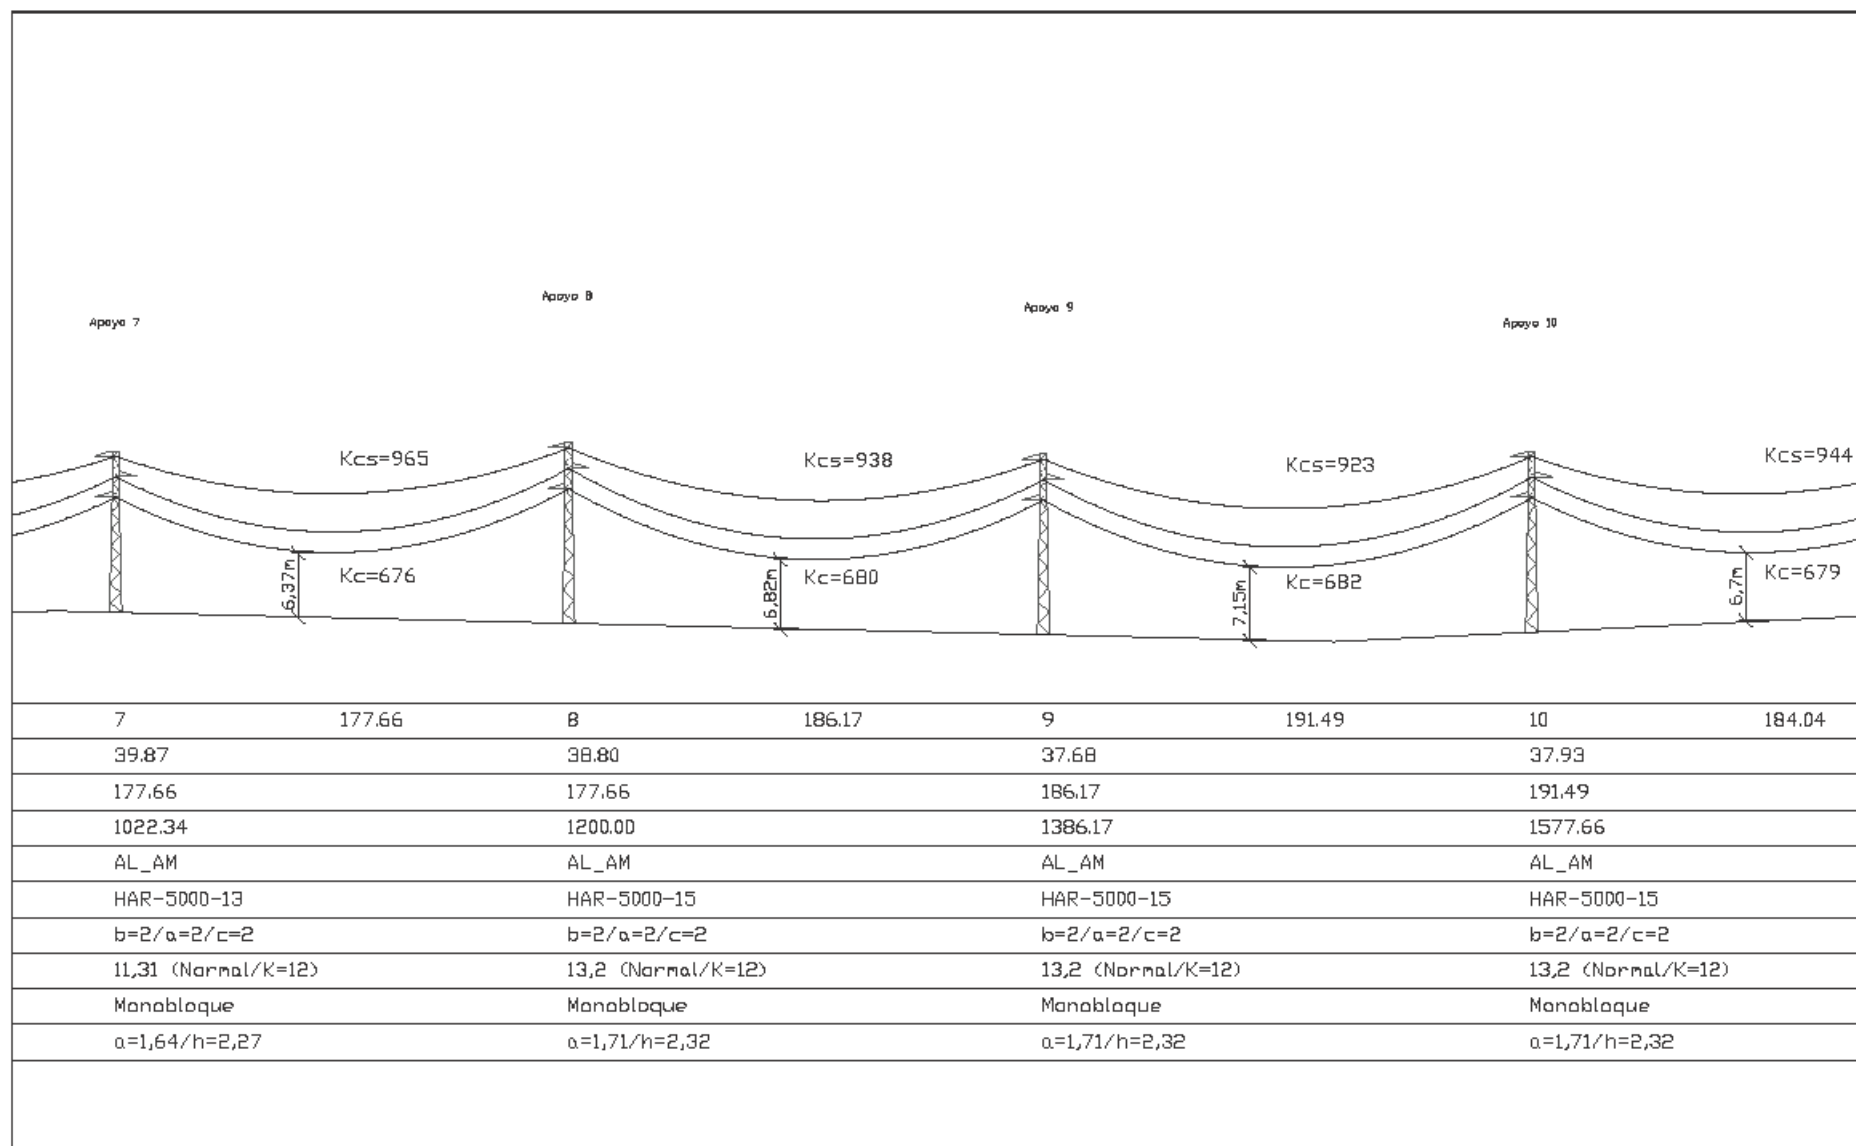 Apoyo 8
Apoyo 9
Apoyo 7
Apoyo 10
Kcs=965
Kcs=938
Kcs=923
Kcs=944
6,37m
Kc=676
6,82m
Kc=680
7,15m
Kc=682
6,7m
Kc=679
7 177.66 8 186.17 9 191.49 10 184.04
39.87 38.80 37.68 37.93
177.66 177.66 186.17 191.49
1022.34 1200.00 1386.17 1577.66
AL_AM AL_AM AL_AM AL_AM
HAR-5000-13 HAR-5000-15 HAR-5000-15 HAR-5000-15
b=2/a=2/c=2 b=2/a=2/c=2 b=2/a=2/c=2 b=2/a=2/c=2
11,31 (Normal/K=12) 13,2 (Normal/K=12) 13,2 (Normal/K=12) 13,2 (Normal/K=12)
Monobloque Monobloque Monobloque Monobloque
a=1,64/h=2,27 a=1,71/h=2,32 a=1,71/h=2,32 a=1,71/h=2,32